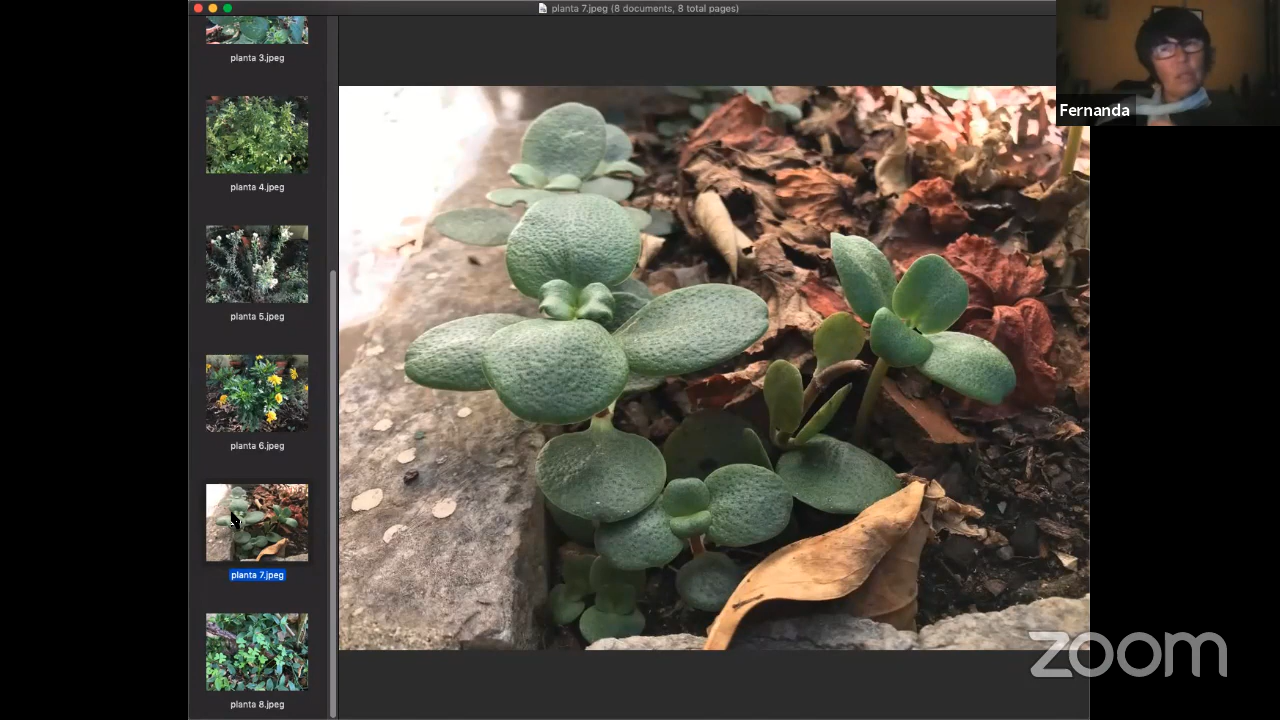 planta 7.jpeg (8 documents, 8 total pages)
Fernanda
planta 3.jpeg
planta 4.jpeg
planta 5.jpeg
planta 6.jpeg
planta 7.jpeg
planta 8.jpeg
zoom